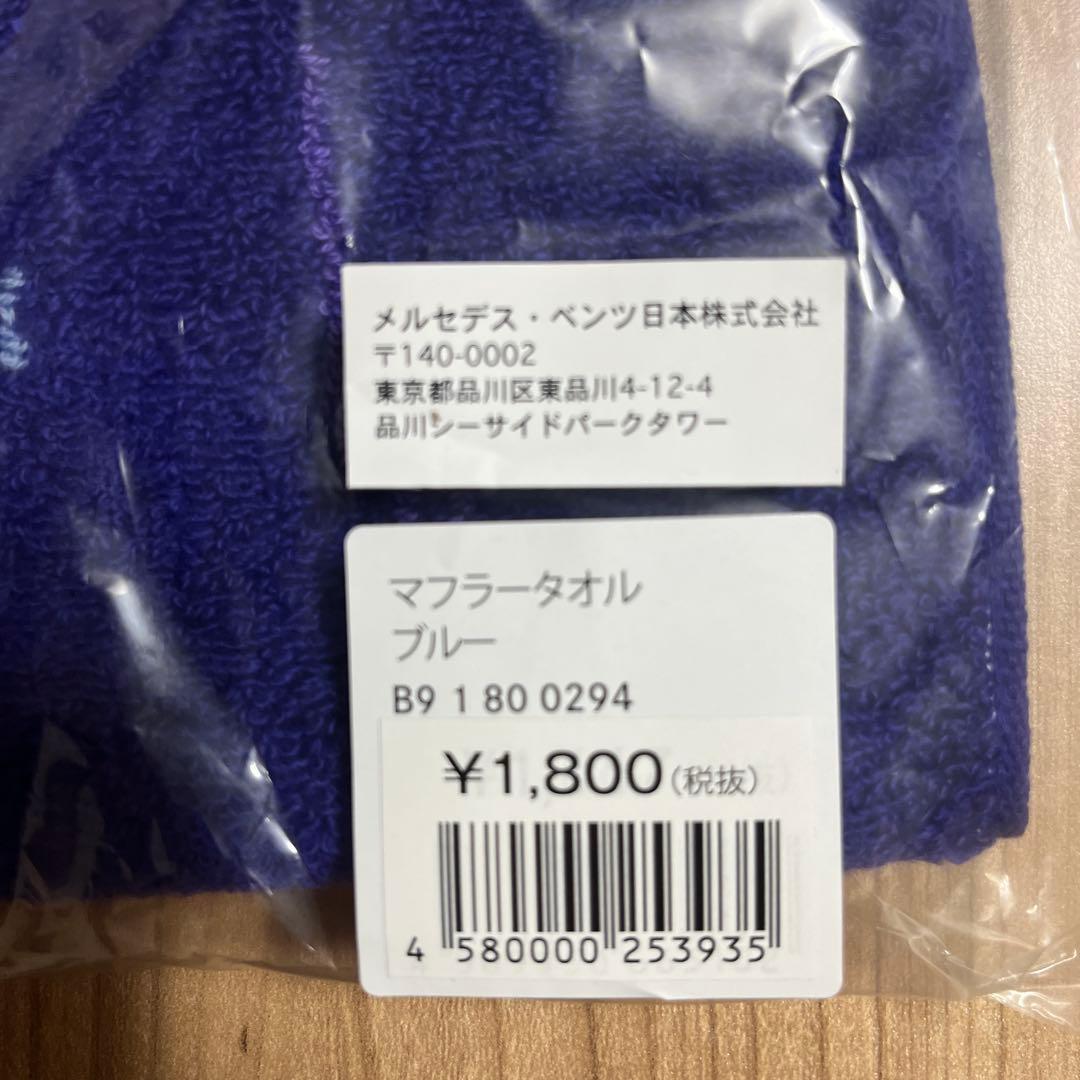 メルセデス・ベンツ日本株式会社
〒140-0002
東京都品川区東品川4-12-4
品川シーサイドパークタワー
マフラータオル
ブルー
B9 1 80 0294
¥1,800(税抜)
4 580000 253935